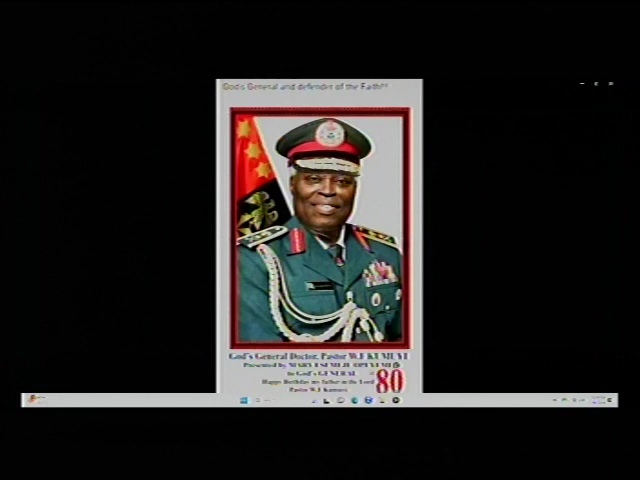 God's General and defender of the Faith**
God's General Doctor, Pastor W.F KUMUYI
Presented by MARY
to God's GENERAL
Happy Birthday my father in the Lord
Pastor W.F Kumuyi
@
80